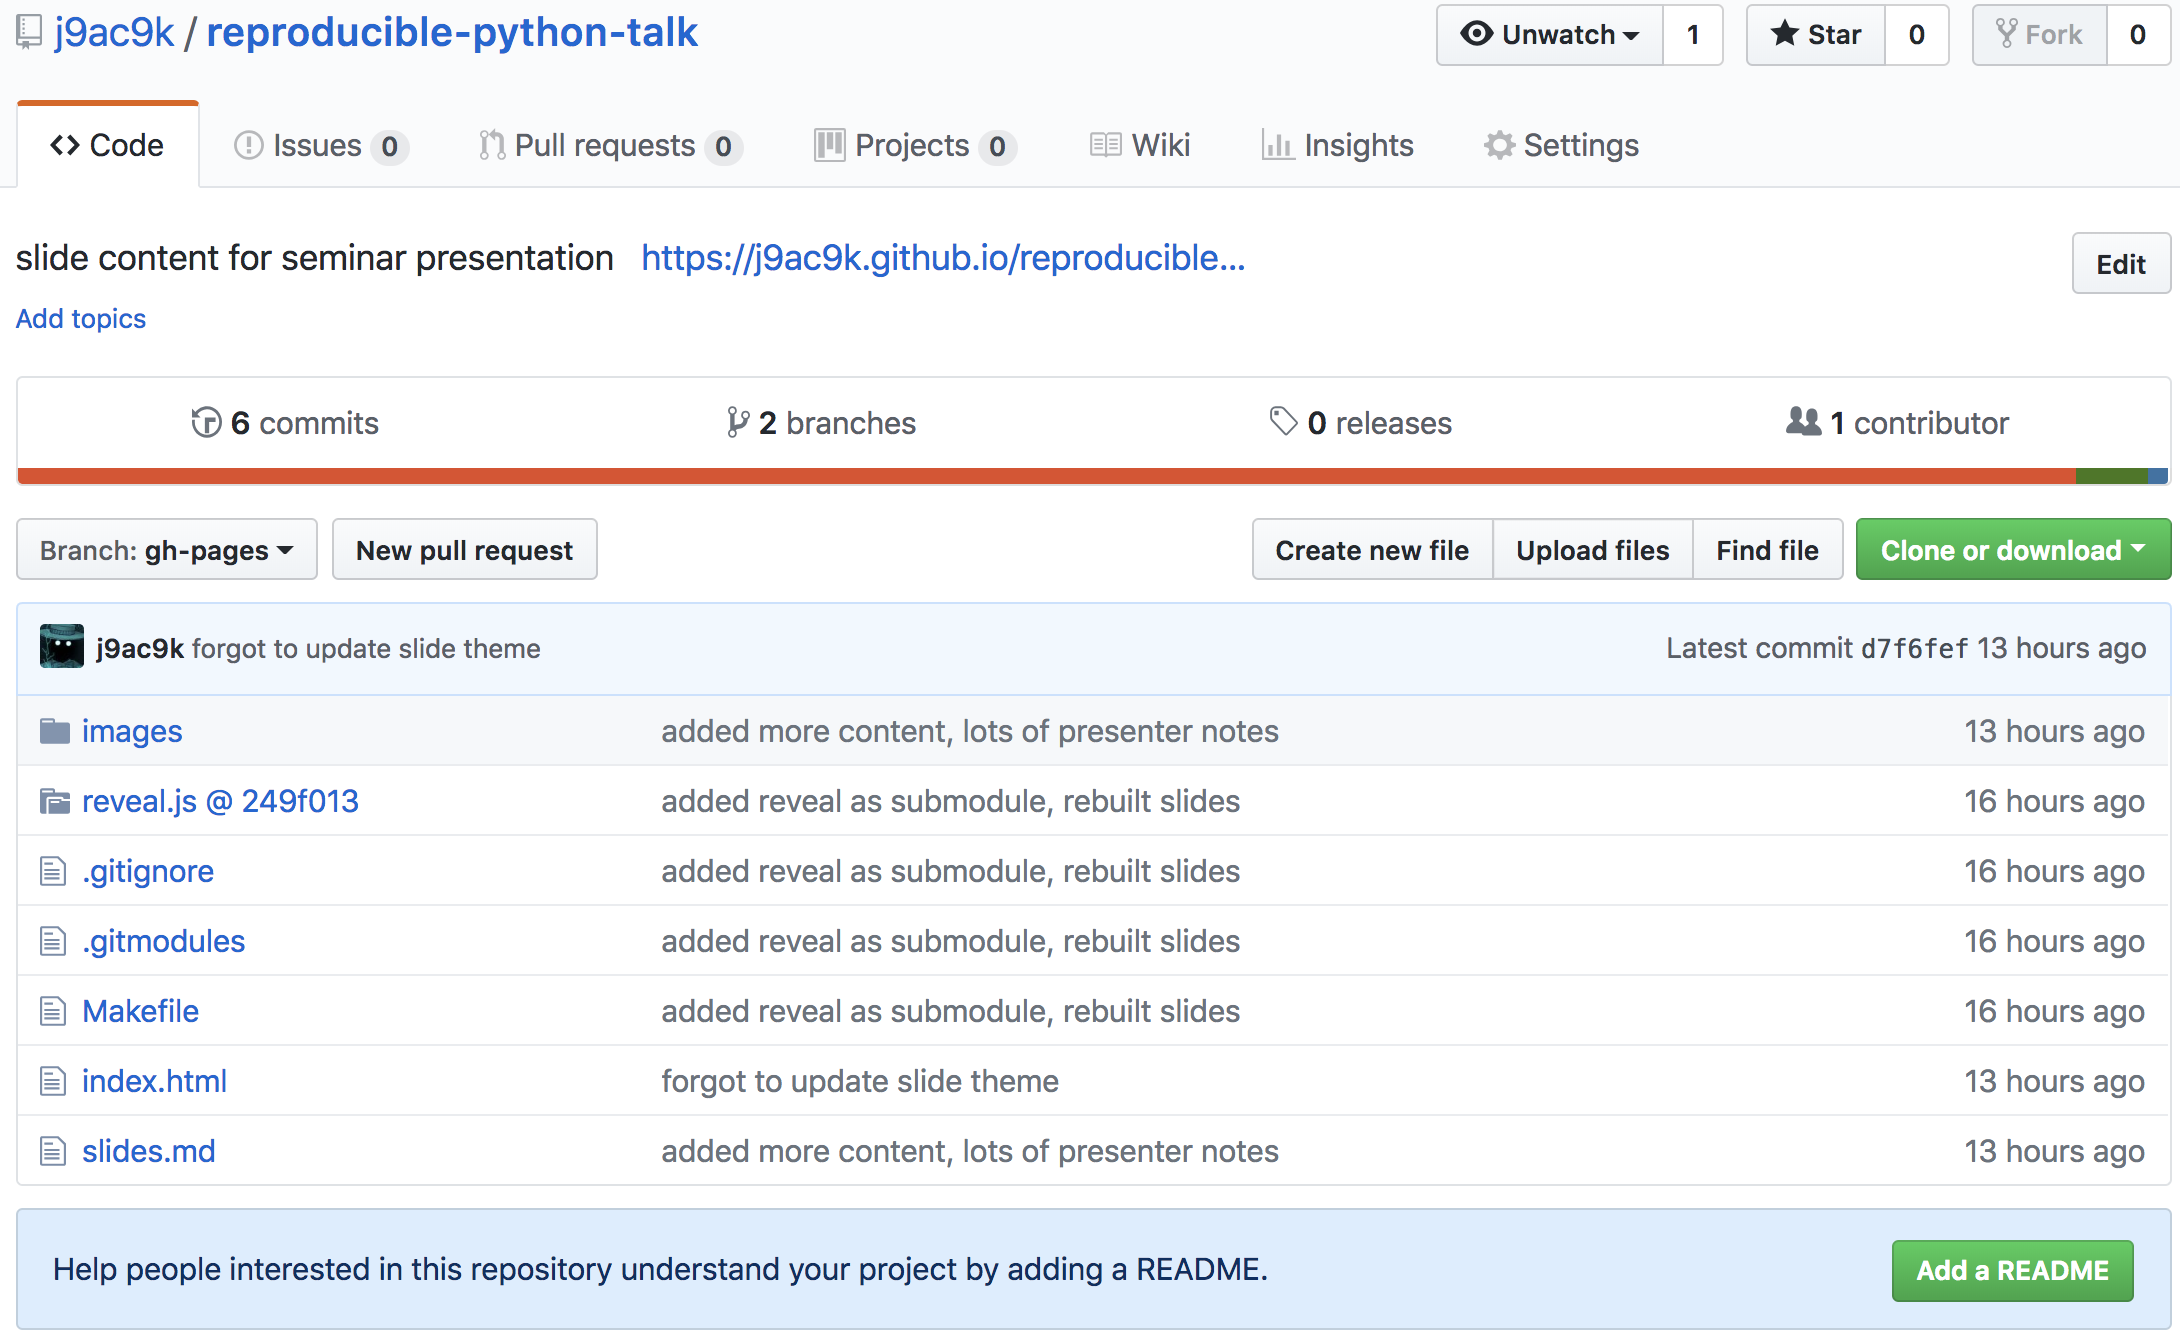 j9ac9k / reproducible-python-talk Unwatch 1 Star 0 Fork 0
Code Issues 0 Pull requests 0 Projects 0 Wiki Insights Settings
slide content for seminar presentation https://j9ac9k.github.io/reproducible... Edit
Add topics
6 commits 2 branches 0 releases 1 contributor
Branch: gh-pages New pull request Create new file Upload files Find file Clone or download
j9ac9k forgot to update slide theme Latest commit d7f6fef 13 hours ago
images added more content, lots of presenter notes 13 hours ago
reveal.js @ 249f013 added reveal as submodule, rebuilt slides 16 hours ago
.gitignore added reveal as submodule, rebuilt slides 16 hours ago
.gitmodules added reveal as submodule, rebuilt slides 16 hours ago
Makefile added reveal as submodule, rebuilt slides 16 hours ago
index.html forgot to update slide theme 13 hours ago
slides.md added more content, lots of presenter notes 13 hours ago
Help people interested in this repository understand your project by adding a README. Add a README